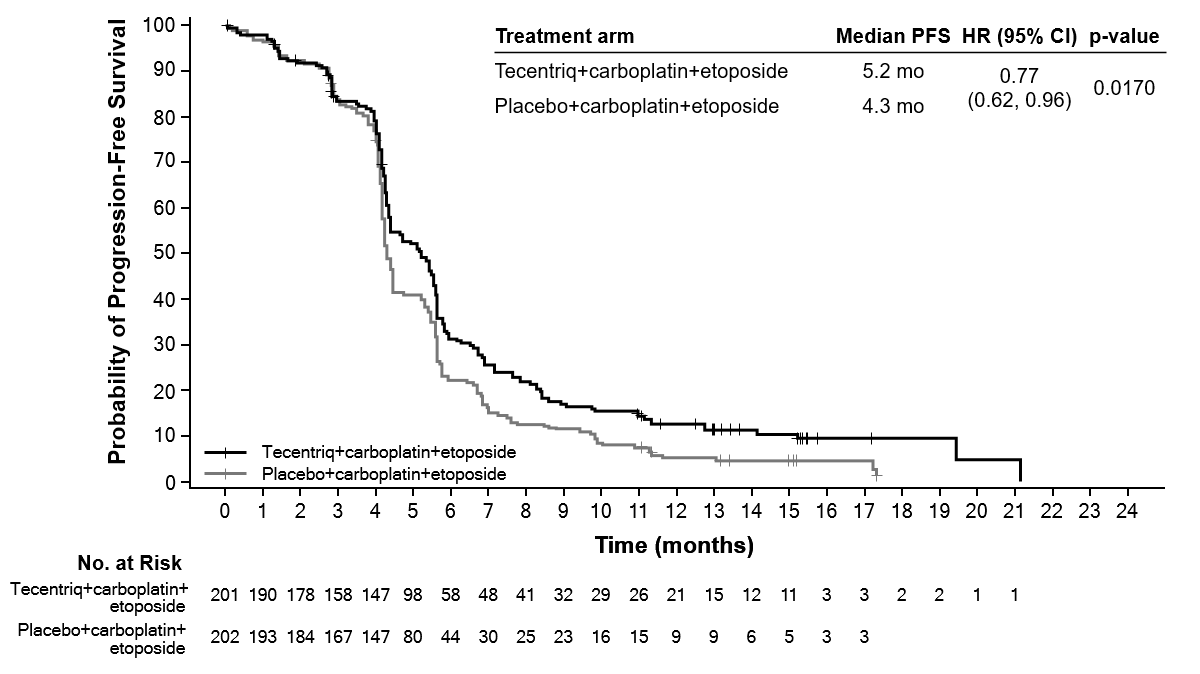 Treatment arm Median PFS HR (95% CI) p-value
Tecentriq+carboplatin+etoposide 5.2 mo
0.77
(0.62, 0.96)
0.0170
Placebo+carboplatin+etoposide 4.3 mo
Probability of Progression-Free Survival
100
90
80
70
60
50
40
30
20
10
0
Tecentriq+carboplatin+etoposide
Placebo+carboplatin+etoposide
0 1 2 3 4 5 6 7 8 9 10 11 12 13 14 15 16 17 18 19 20 21 22 23 24
Time (months)
No. at Risk
Tecentriq+carboplatin+
etoposide
201 190 178 158 147 98 58 48 41 32 29 26 21 15 12 11 3 3 2 2 1 1
Placebo+carboplatin+
etoposide
202 193 184 167 147 80 44 30 25 23 16 15 9 9 6 5 3 3